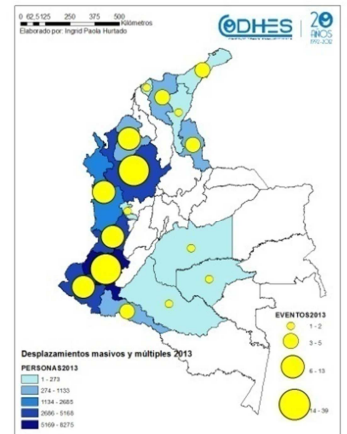 0 62,5 125 250 375 500
Kilómetros
Elaborado por: Ingrid Paola Hurtado
CODHES
20
AÑOS
1992-2012
EVENTOS2013
1 - 2
3 - 5
6 - 13
14 - 39
Desplazamientos masivos y múltiples 2013
PERSONAS2013
1 - 273
274 - 1133
1134 - 2685
2686 - 5168
5169 - 8275